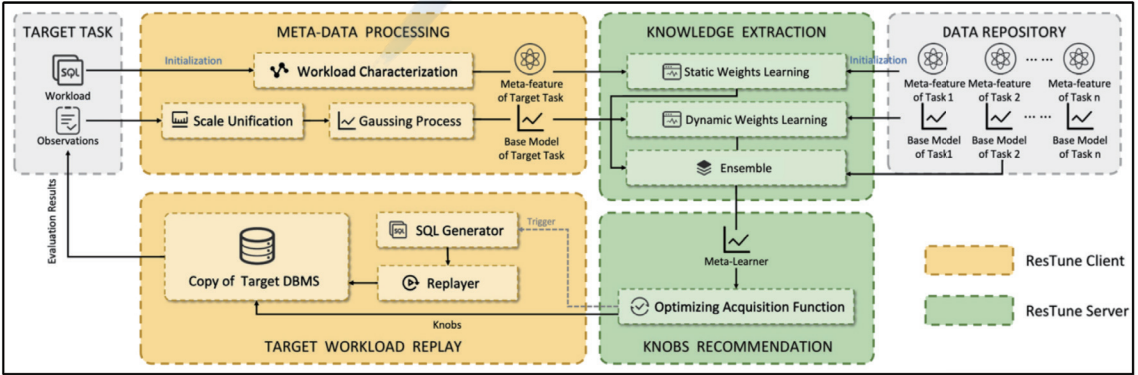 TARGET TASK
SQL
Workload
Observations
META-DATA PROCESSING
Initialization
Workload Characterization
Meta-feature
of Target Task
Scale Unification
Gaussing Process
Base Model
of Target Task
KNOWLEDGE EXTRACTION
Static Weights Learning
Dynamic Weights Learning
Ensemble
Initialization
DATA REPOSITORY
... ...
Meta-feature
of Task 1
Meta-feature
of Task 2
Meta-feature
of Task n
... ...
Base Model
of Task1
Base Model
of Task 2
Base Model
of Task n
Evaluation Results
Copy of Target DBMS
SQL
SQL Generator
Replayer
Trigger
Knobs
TARGET WORKLOAD REPLAY
Meta-Learner
Optimizing Acquisition Function
KNOBS RECOMMENDATION
ResTune Client
ResTune Server